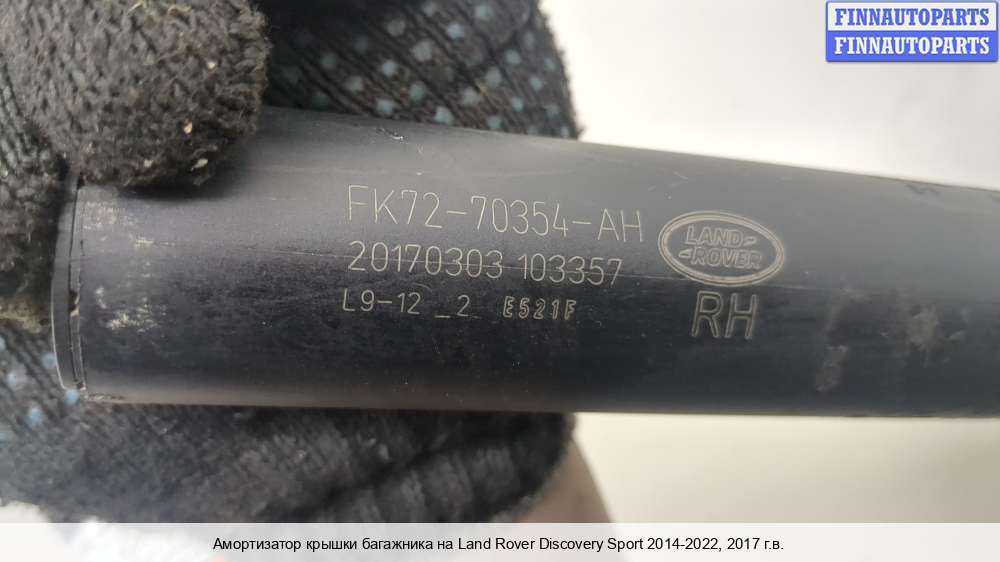 FINNAUTOPARTS
FINNAUTOPARTS
FK72-70354-AH
20170303 103357
L9-12 _2 E521F
LAND
ROVER
RH
Амортизатор крышки багажника на Land Rover Discovery Sport 2014-2022, 2017 г.в.